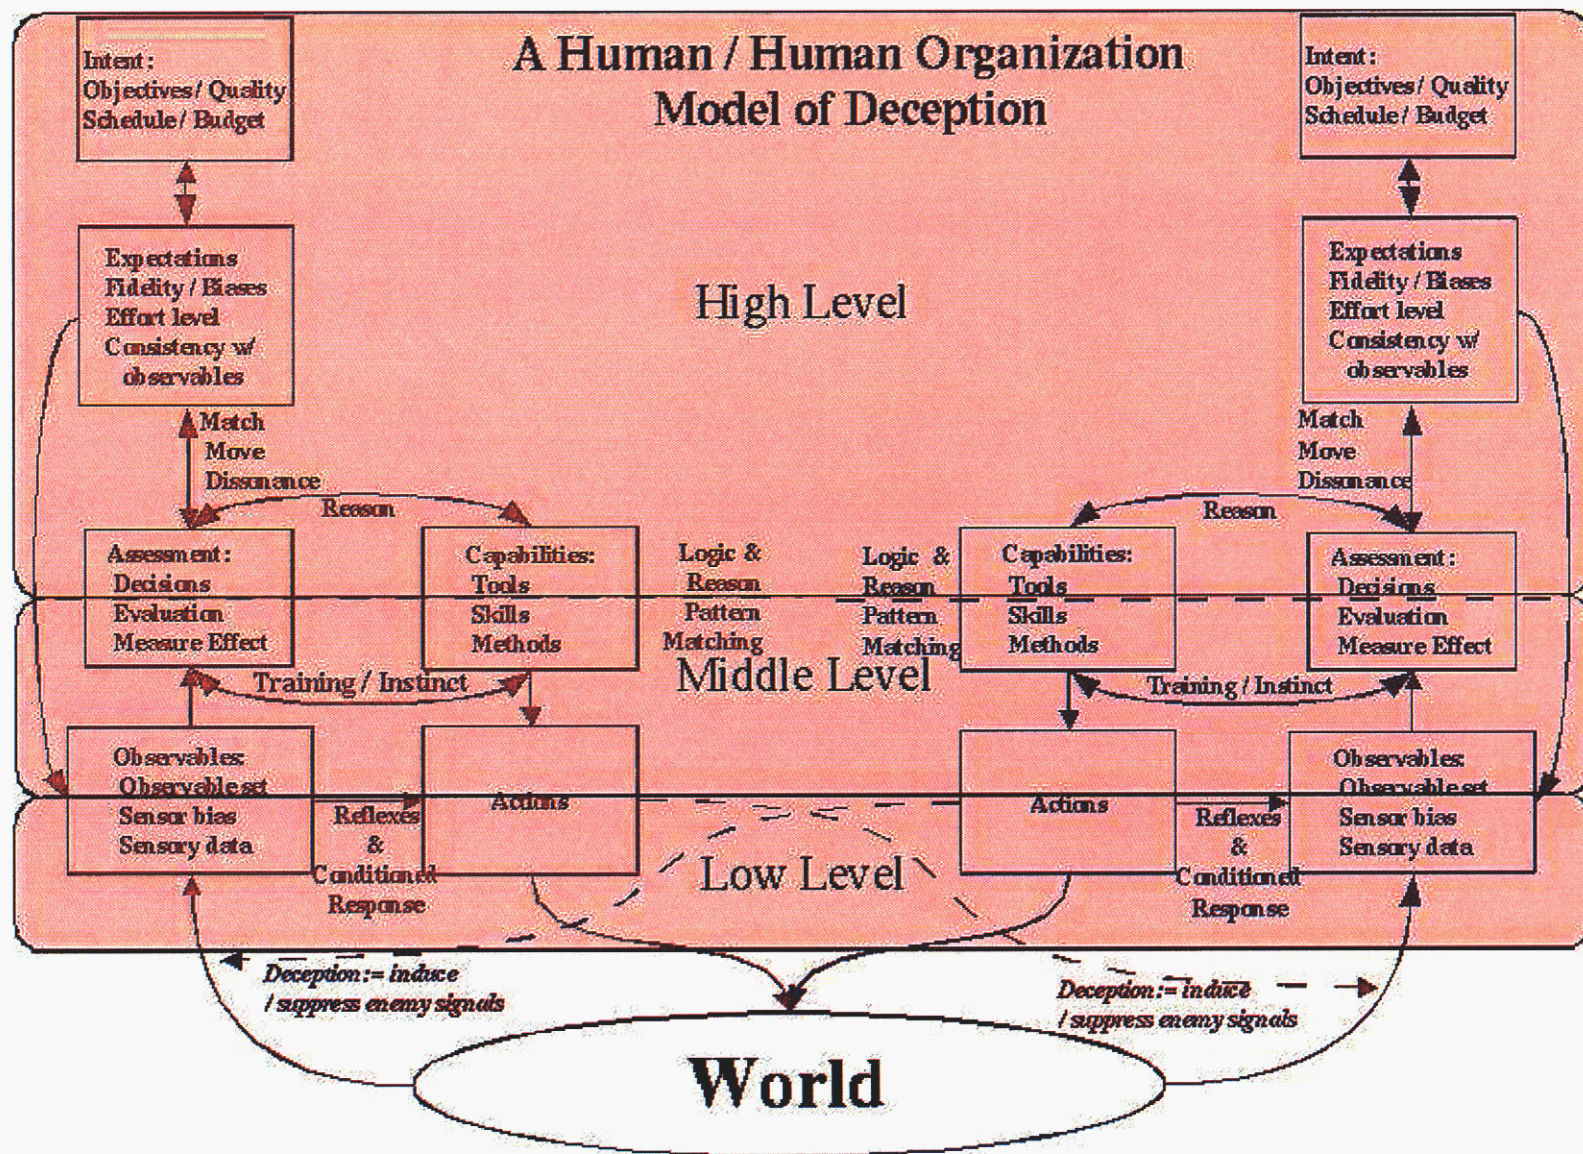 A Human / Human Organization
Model of Deception
Intent:
Objectives / Quality
Schedule / Budget
Intent:
Objectives / Quality
Schedule / Budget
Expectations
Fidelity / Biases
Effort level
Consistency w/
observables
High Level
Expectations
Fidelity / Biases
Effort level
Consistency w/
observables
Match
Move
Dissonance
Match
Move
Dissonance
Reason
Reason
Assessment:
Decisions
Evaluation
Measure Effect
Capabilities:
Tools
Skills
Methods
Logic &
Reason
Pattern
Matching
Logic &
Reason
Pattern
Matching
Capabilities:
Tools
Skills
Methods
Assessment:
Decisions
Evaluation
Measure Effect
Training / Instinct
Middle Level
Training / Instinct
Observables:
Observable set
Sensor bias
Sensory data
Reflexes
&
Conditioned
Response
Actions
Low Level
Actions
Reflexes
&
Conditioned
Response
Observables:
Observable set
Sensor bias
Sensory data
Deception:= induce
/ suppress enemy signals
Deception:= induce
/ suppress enemy signals
World